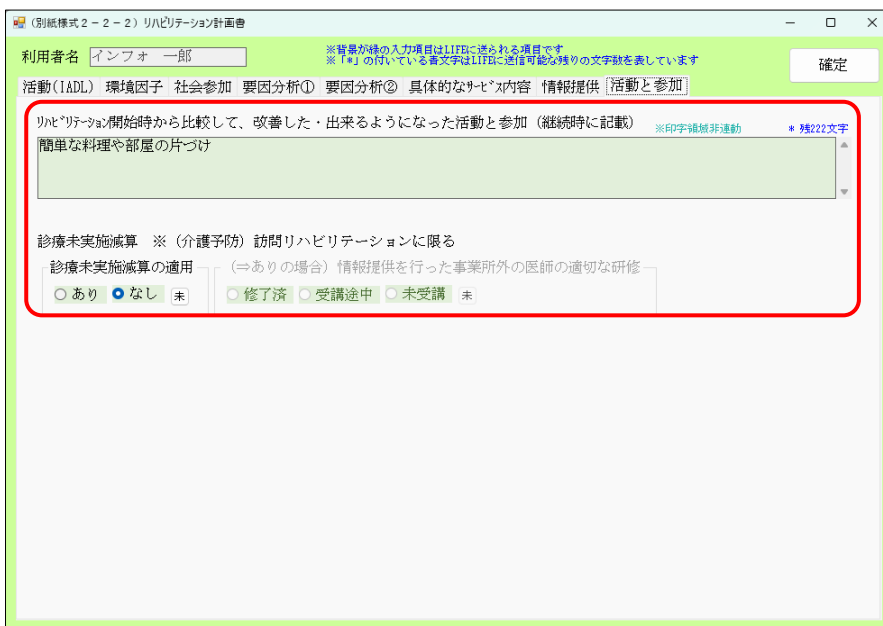 (別紙様式2-2-2)リハビリテーション計画書
利用者名 インフォ 一郎
※背景が緑の入力項目はLIFEに送られる項目です
※「*」の付いている青文字はLIFEに送信可能な残りの文字数を表しています
確定
活動(IADL) 環境因子 社会参加 要因分析① 要因分析② 具体的なサービス内容 情報提供 活動と参加
リハビリテーション開始時から比較して、改善した・出来るようになった活動と参加(継続時に記載) ※印字領域非連動 * 残222文字
簡単な料理や部屋の片づけ
診療未実施減算 ※(介護予防)訪問リハビリテーションに限る
診療未実施減算の適用 (⇒ありの場合)情報提供を行った事業所外の医師の適切な研修
あり なし 未 修了済 受講途中 未受講 未